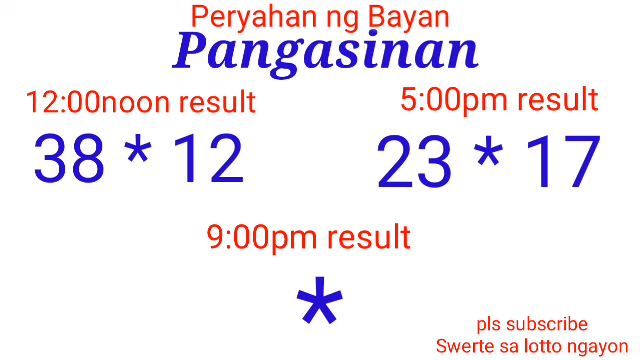 Peryahan ng Bayan
Pangasinan
12:00noon result
5:00pm result
38 * 12
23 * 17
9:00pm result
*
pls subscribe
Swerte sa lotto ngayon